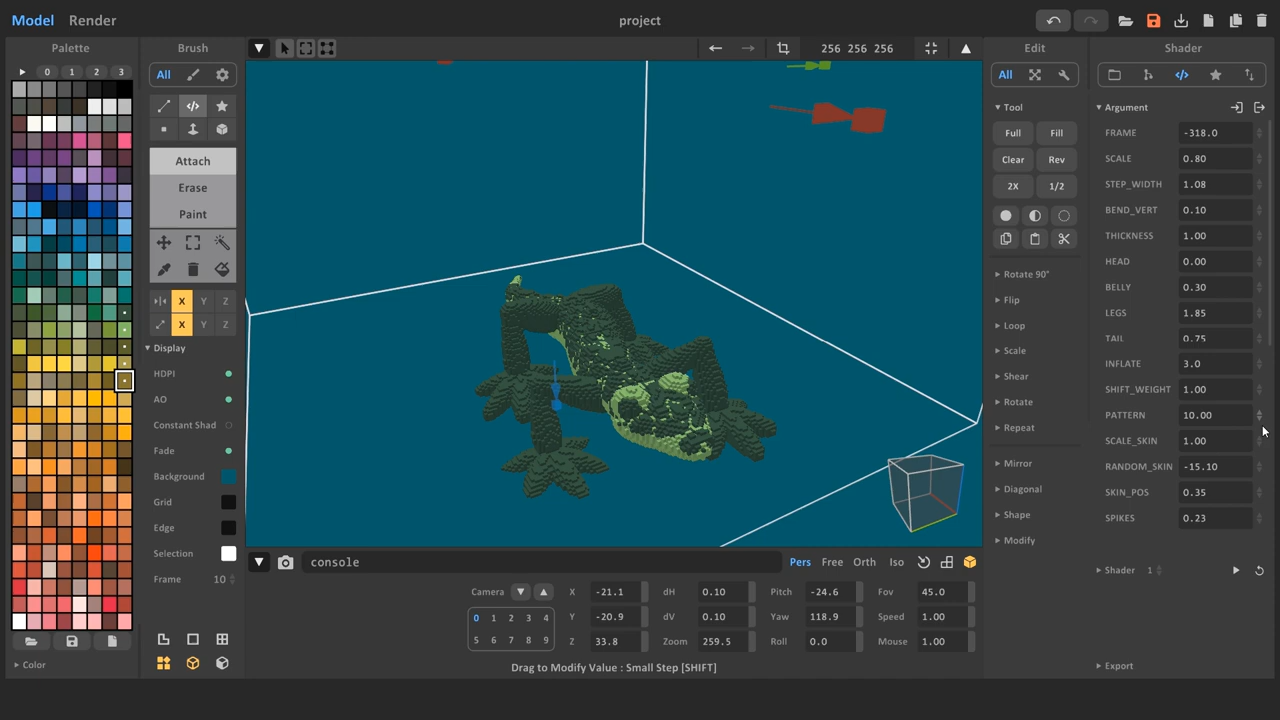 Model Render project
Palette
0 1 2 3
Color
Brush
All
Attach
Erase
Paint
X Y Z
X Y Z
Display
HDPI
AO
Constant Shad
Fade
Background
Grid
Edge
Selection
Frame 10
256 256 256
console
Pers Free Orth Iso
Camera
0 1 2 3 4
5 6 7 8 9
X -21.1 dH 0.10 Pitch -24.6 Fov 45.0
Y -20.9 dV 0.10 Yaw 118.9 Speed 1.00
Z 33.8 Zoom 259.5 Roll 0.0 Mouse 1.00
Drag to Modify Value : Small Step [SHIFT]
Edit
All
Tool
Full Fill
Clear Rev
2X 1/2
Rotate 90°
Flip
Loop
Scale
Shear
Rotate
Repeat
Mirror
Diagonal
Shape
Modify
Shader
Argument
FRAME -318.0
SCALE 0.80
STEP_WIDTH 1.08
BEND_VERT 0.10
THICKNESS 1.00
HEAD 0.00
BELLY 0.30
LEGS 1.85
TAIL 0.75
INFLATE 3.0
SHIFT_WEIGHT 1.00
PATTERN 10.00
SCALE_SKIN 1.00
RANDOM_SKIN -15.10
SKIN_POS 0.35
SPIKES 0.23
Shader 1
Export